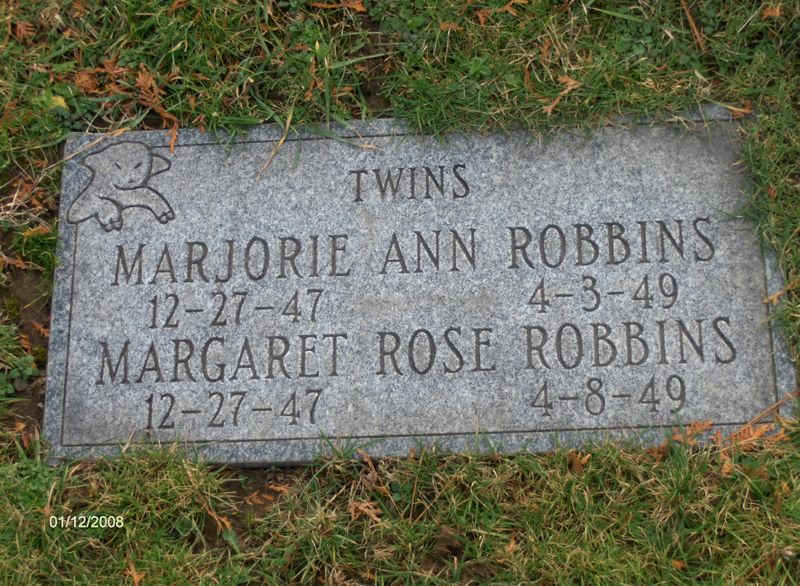 TWINS
MARJORIE ANN ROBBINS
12-27-47 4-3-49
MARGARET ROSE ROBBINS
12-27-47 4-8-49
01/12/2008